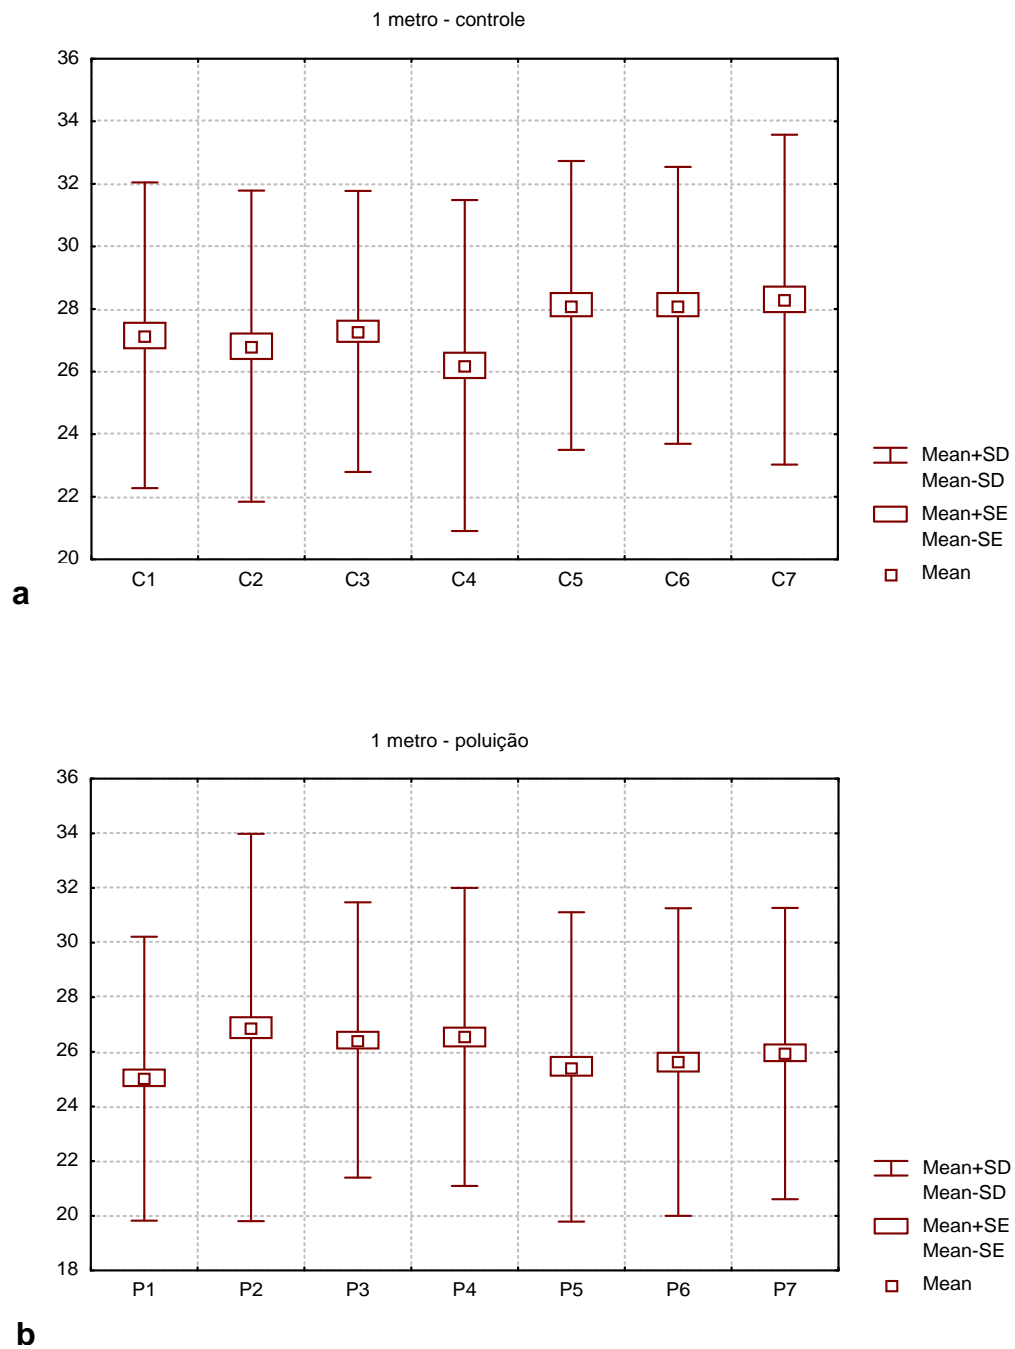 1 metro - controle
36
34
32
30
28
26
24
22
20
C1 C2 C3 C4 C5 C6 C7
Mean+SD
Mean-SD
Mean+SE
Mean-SE
Mean
a
1 metro - poluição
36
34
32
30
28
26
24
22
20
18
P1 P2 P3 P4 P5 P6 P7
Mean+SD
Mean-SD
Mean+SE
Mean-SE
Mean
b